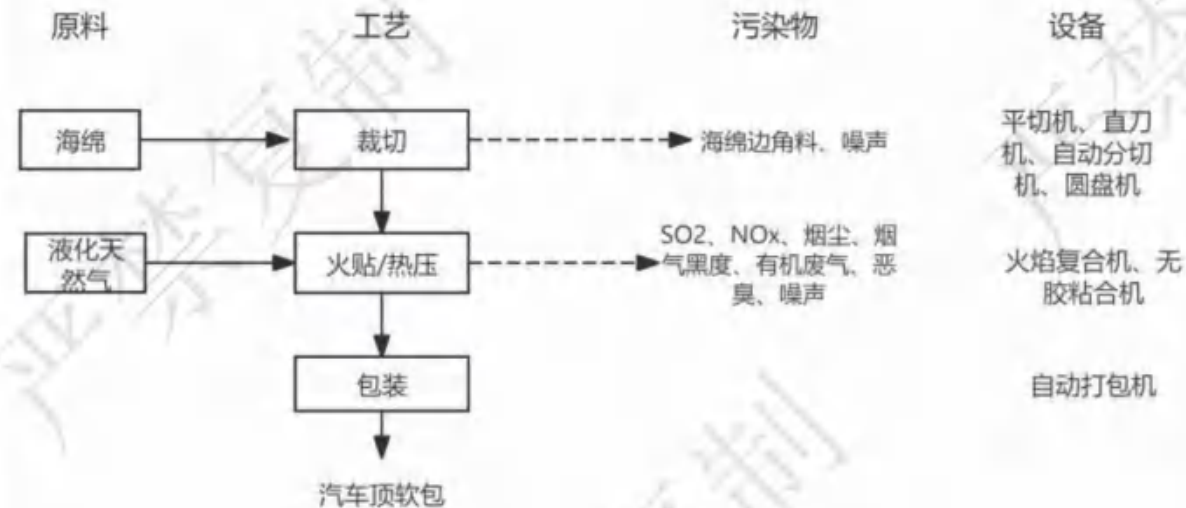 原料 工艺 污染物 设备
海绵 裁切 海绵边角料、噪声
平切机、直刀
机、自动分切
机、圆盘机
液化天
然气
火贴/热压
SO2、NOx、烟尘、烟
气黑度、有机废气、恶
臭、噪声
火焰复合机、无
胶粘合机
包装 自动打包机
汽车顶软包
严禁复制